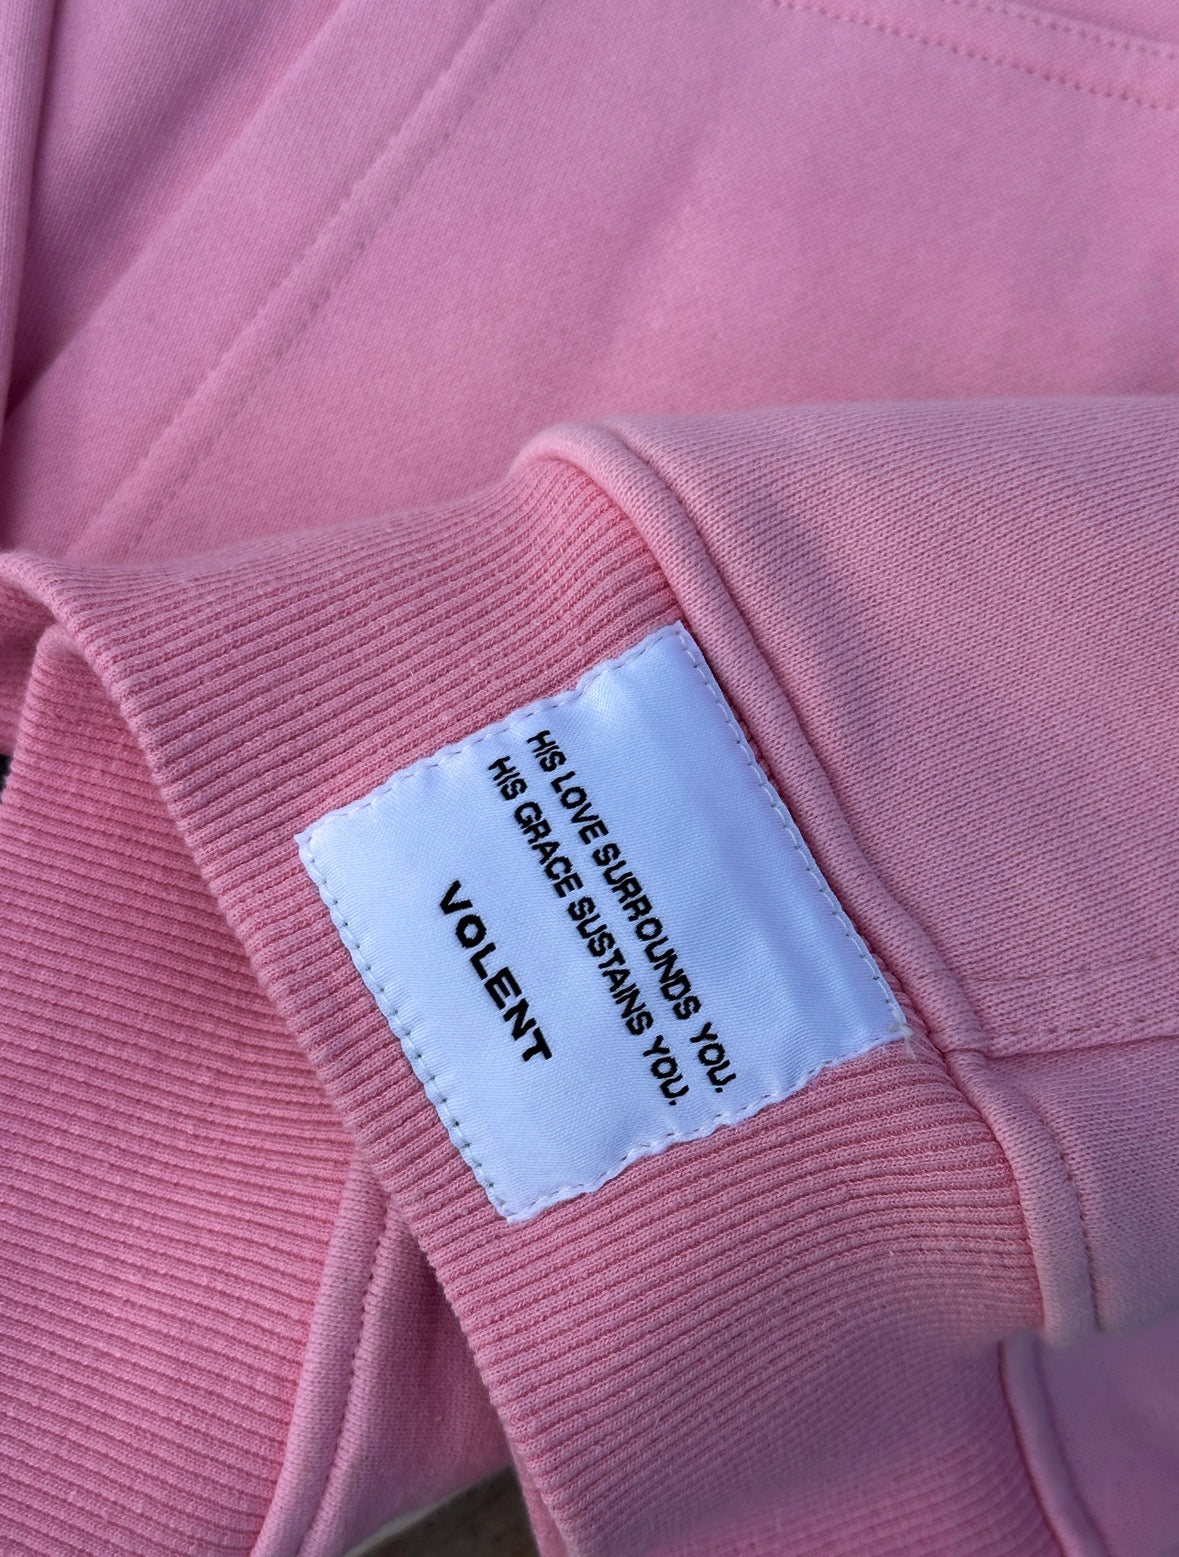 HIS LOVE SURROUNDS YOU.
HIS GRACE SUSTAINS YOU.
VOLENT